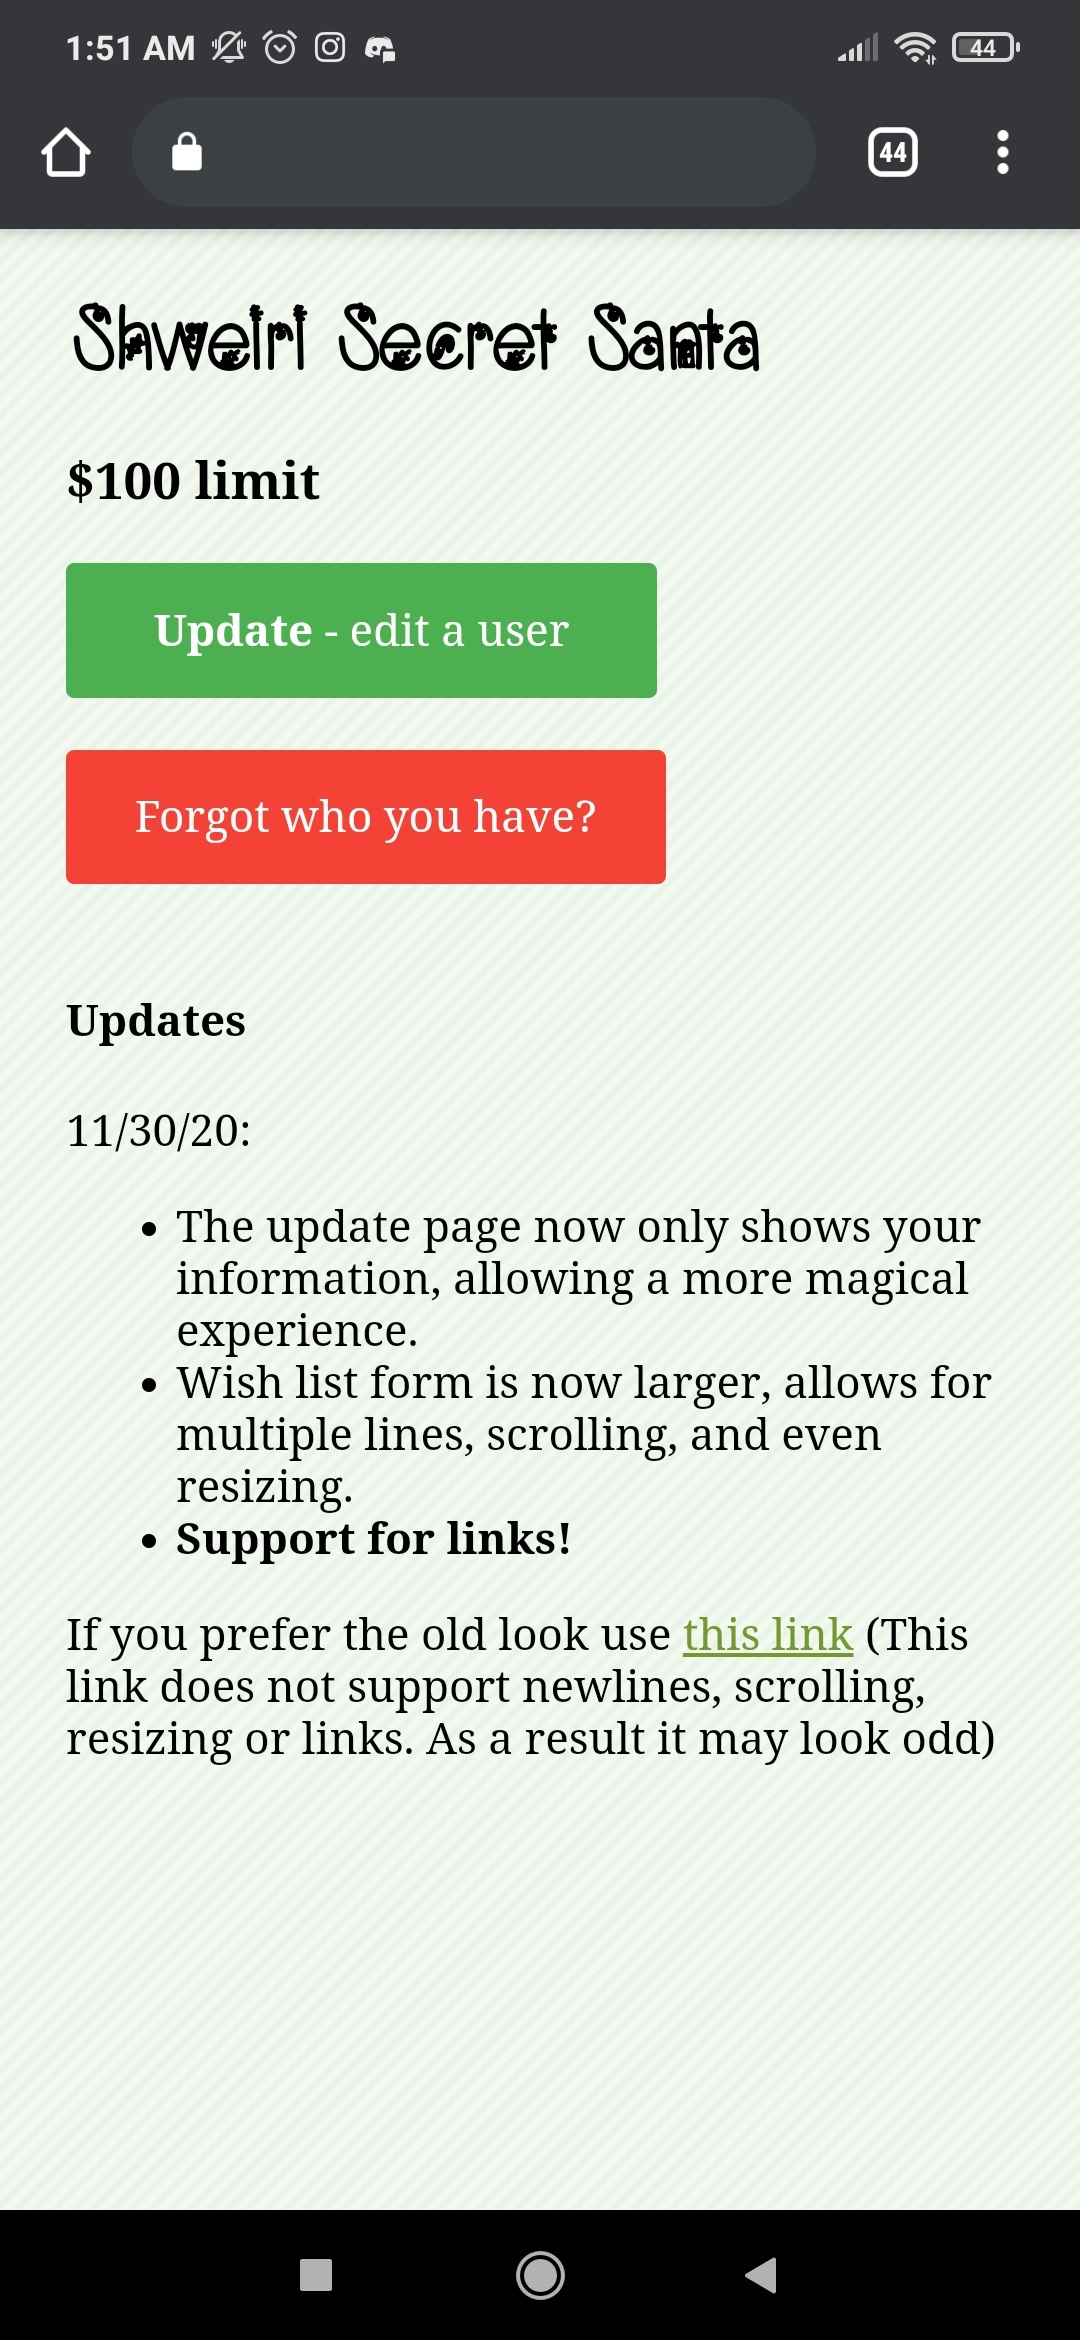 1:51 AM
44
44
Shweiri Secret Santa
$100 limit
Update - edit a user
Forgot who you have?
Updates
11/30/20:
• The update page now only shows your
information, allowing a more magical
experience.
• Wish list form is now larger, allows for
multiple lines, scrolling, and even
resizing.
• Support for links!
If you prefer the old look use this link (This
link does not support newlines, scrolling,
resizing or links. As a result it may look odd)